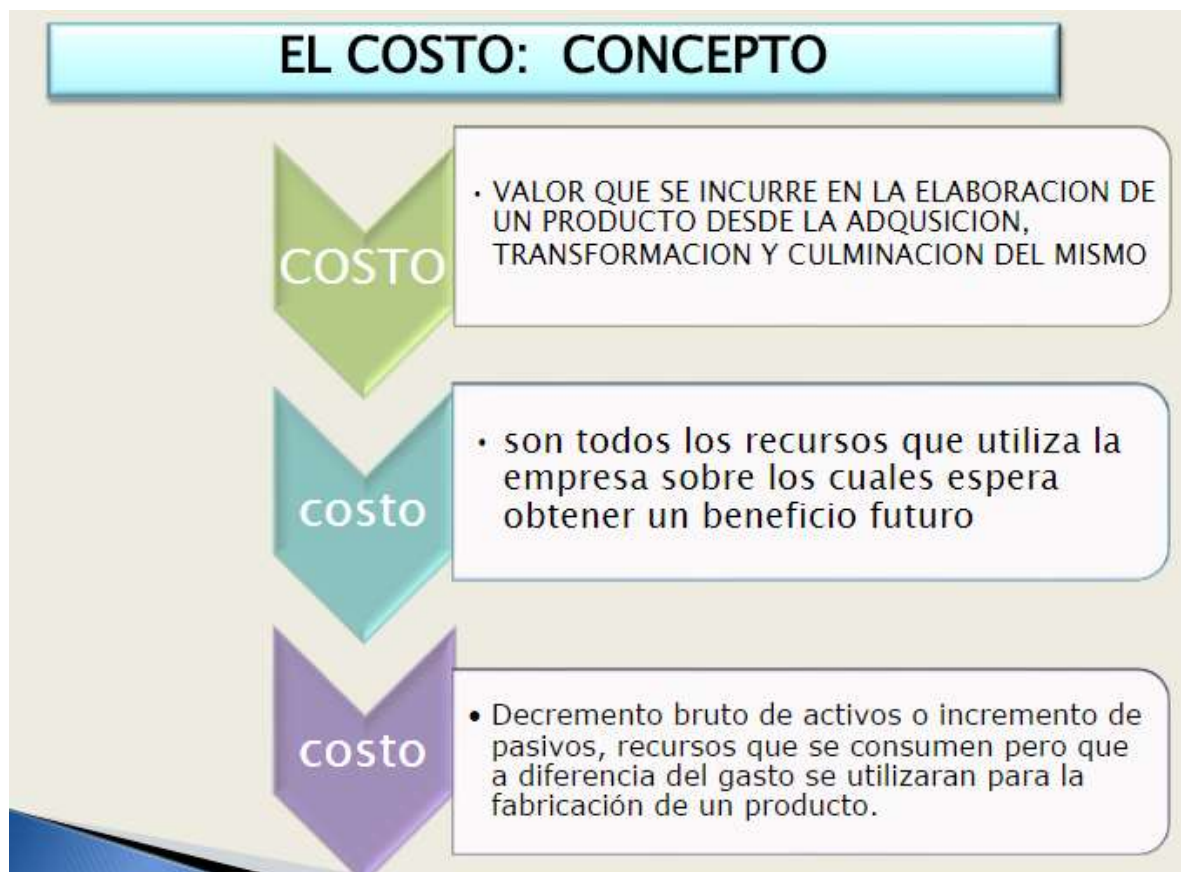 EL COSTO: CONCEPTO
COSTO
• VALOR QUE SE INCURRE EN LA ELABORACION DE
UN PRODUCTO DESDE LA ADQUSICION,
TRANSFORMACION Y CULMINACION DEL MISMO
costo
• son todos los recursos que utiliza la
empresa sobre los cuales espera
obtener un beneficio futuro
costo
• Decremento bruto de activos o incremento de
pasivos, recursos que se consumen pero que
a diferencia del gasto se utilizaran para la
fabricación de un producto.